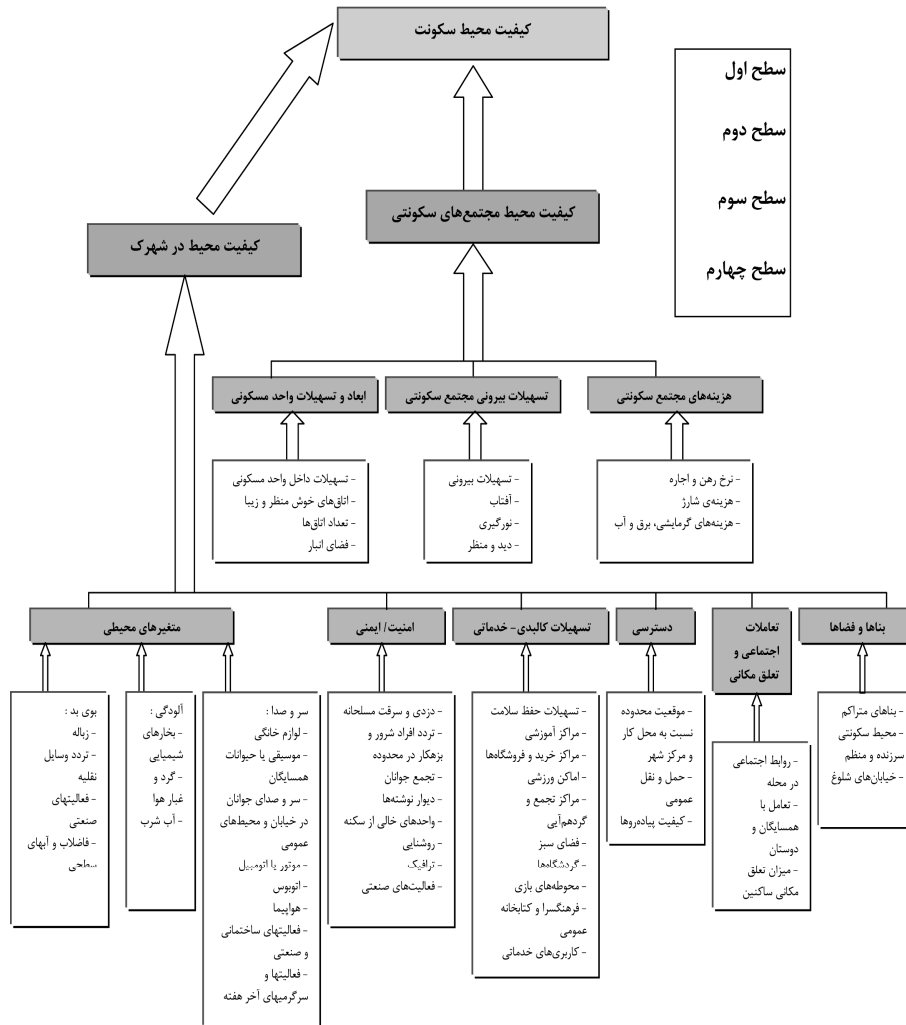 کیفیت محیط سکونت
سطح اول
سطح دوم
سطح سوم
سطح چهارم
کیفیت محیط مجتمع‌های سکونتی
کیفیت محیط در شهرک
هزینه‌های مجتمع سکونتی
تسهیلات بیرونی مجتمع سکونتی
ابعاد و تسهیلات واحد مسکونی
- نرخ رهن و اجاره
- هزینه‌ی شارژ
- هزینه‌های گرمایشی، برق و آب
- تسهیلات بیرونی
- آفتاب
- نورگیری
- دید و منظر
- تسهیلات داخل واحد مسکونی
- اتاق‌های خوش منظر و زیبا
- تعداد اتاق‌ها
- فضای انبار
بناها و فضاها
تعاملات
اجتماعی و
تعلق مکانی
دسترسی
تسهیلات کالبدی- خدماتی
امنیت/ ایمنی
متغیرهای محیطی
- بناهای متراکم
- محیط سکونتی
سرزنده و منظم
- خیابان‌های شلوغ
- روابط اجتماعی
در محله
- تعامل با
همسایگان و
دوستان
- میزان تعلق
مکانی ساکنین
- موقعیت محدوده
نسبت به محل کار
و مرکز شهر
- حمل و نقل
عمومی
- کیفیت پیاده‌روها
- تسهیلات حفظ سلامت
- مراکز آموزشی
- مراکز خرید و فروشگاه‌ها
- اماکن ورزشی
- مراکز تجمع و
گردهم‌آیی
- فضای سبز
- گردشگاه‌ها
- محوطه‌های بازی
- فرهنگسرا و کتابخانه
عمومی
- کاربری‌های خدماتی
- دزدی و سرقت مسلحانه
- تردد افراد شرور و
بزهکار در محدوده
- تجمع جوانان
- دیوار نوشته‌ها
- واحدهای خالی از سکنه
- روشنایی
- ترافیک
- فعالیت‌های صنعتی
سر و صدا :
- لوازم خانگی
- موسیقی یا حیوانات
همسایگان
- سر و صدای جوانان
در خیابان و محیط‌های
عمومی
- موتور یا اتومبیل
- اتوبوس
- هواپیما
- فعالیتهای ساختمانی
و صنعتی
- فعالیتها و
سرگرمیهای آخر هفته
آلودگی :
- بخارهای
شیمیایی
- گرد و
غبار هوا
- آب شرب
بوی بد :
- زباله
- تردد وسایل
نقلیه
- فعالیتهای
صنعتی
- فاضلاب و آبهای
سطحی